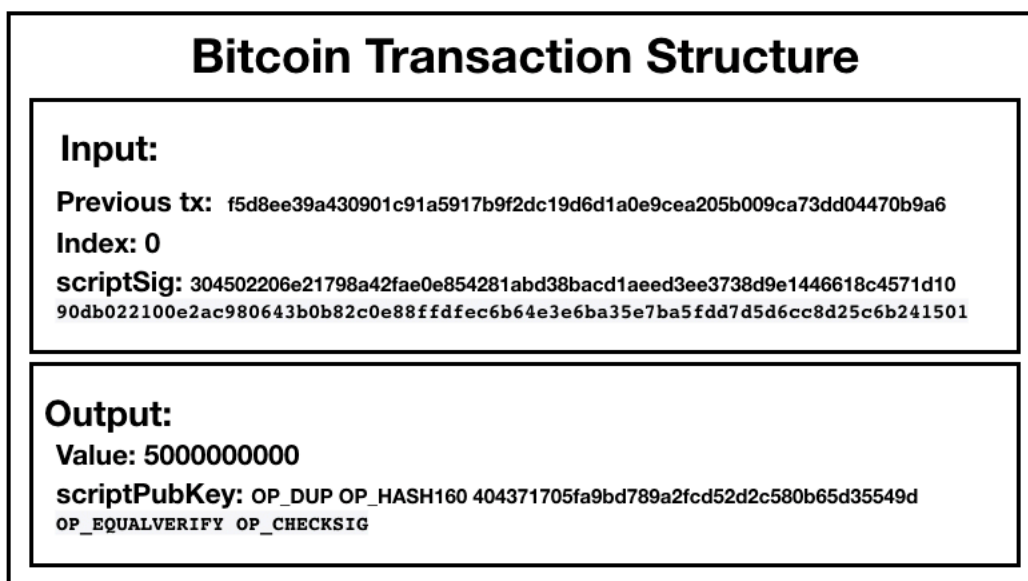 Bitcoin Transaction Structure
Input:
Previous tx: f5d8ee39a430901c91a5917b9f2dc19d6d1a0e9cea205b009ca73dd04470b9a6
Index: 0
scriptSig: 304502206e21798a42fae0e854281abd38bacd1aeed3ee3738d9e1446618c4571d10
90db022100e2ac980643b0b82c0e88ffdfec6b64e3e6ba35e7ba5fdd7d5d6cc8d25c6b241501
Output:
Value: 5000000000
scriptPubKey: OP_DUP OP_HASH160 404371705fa9bd789a2fcd52d2c580b65d35549d
OP_EQUALVERIFY OP_CHECKSIG